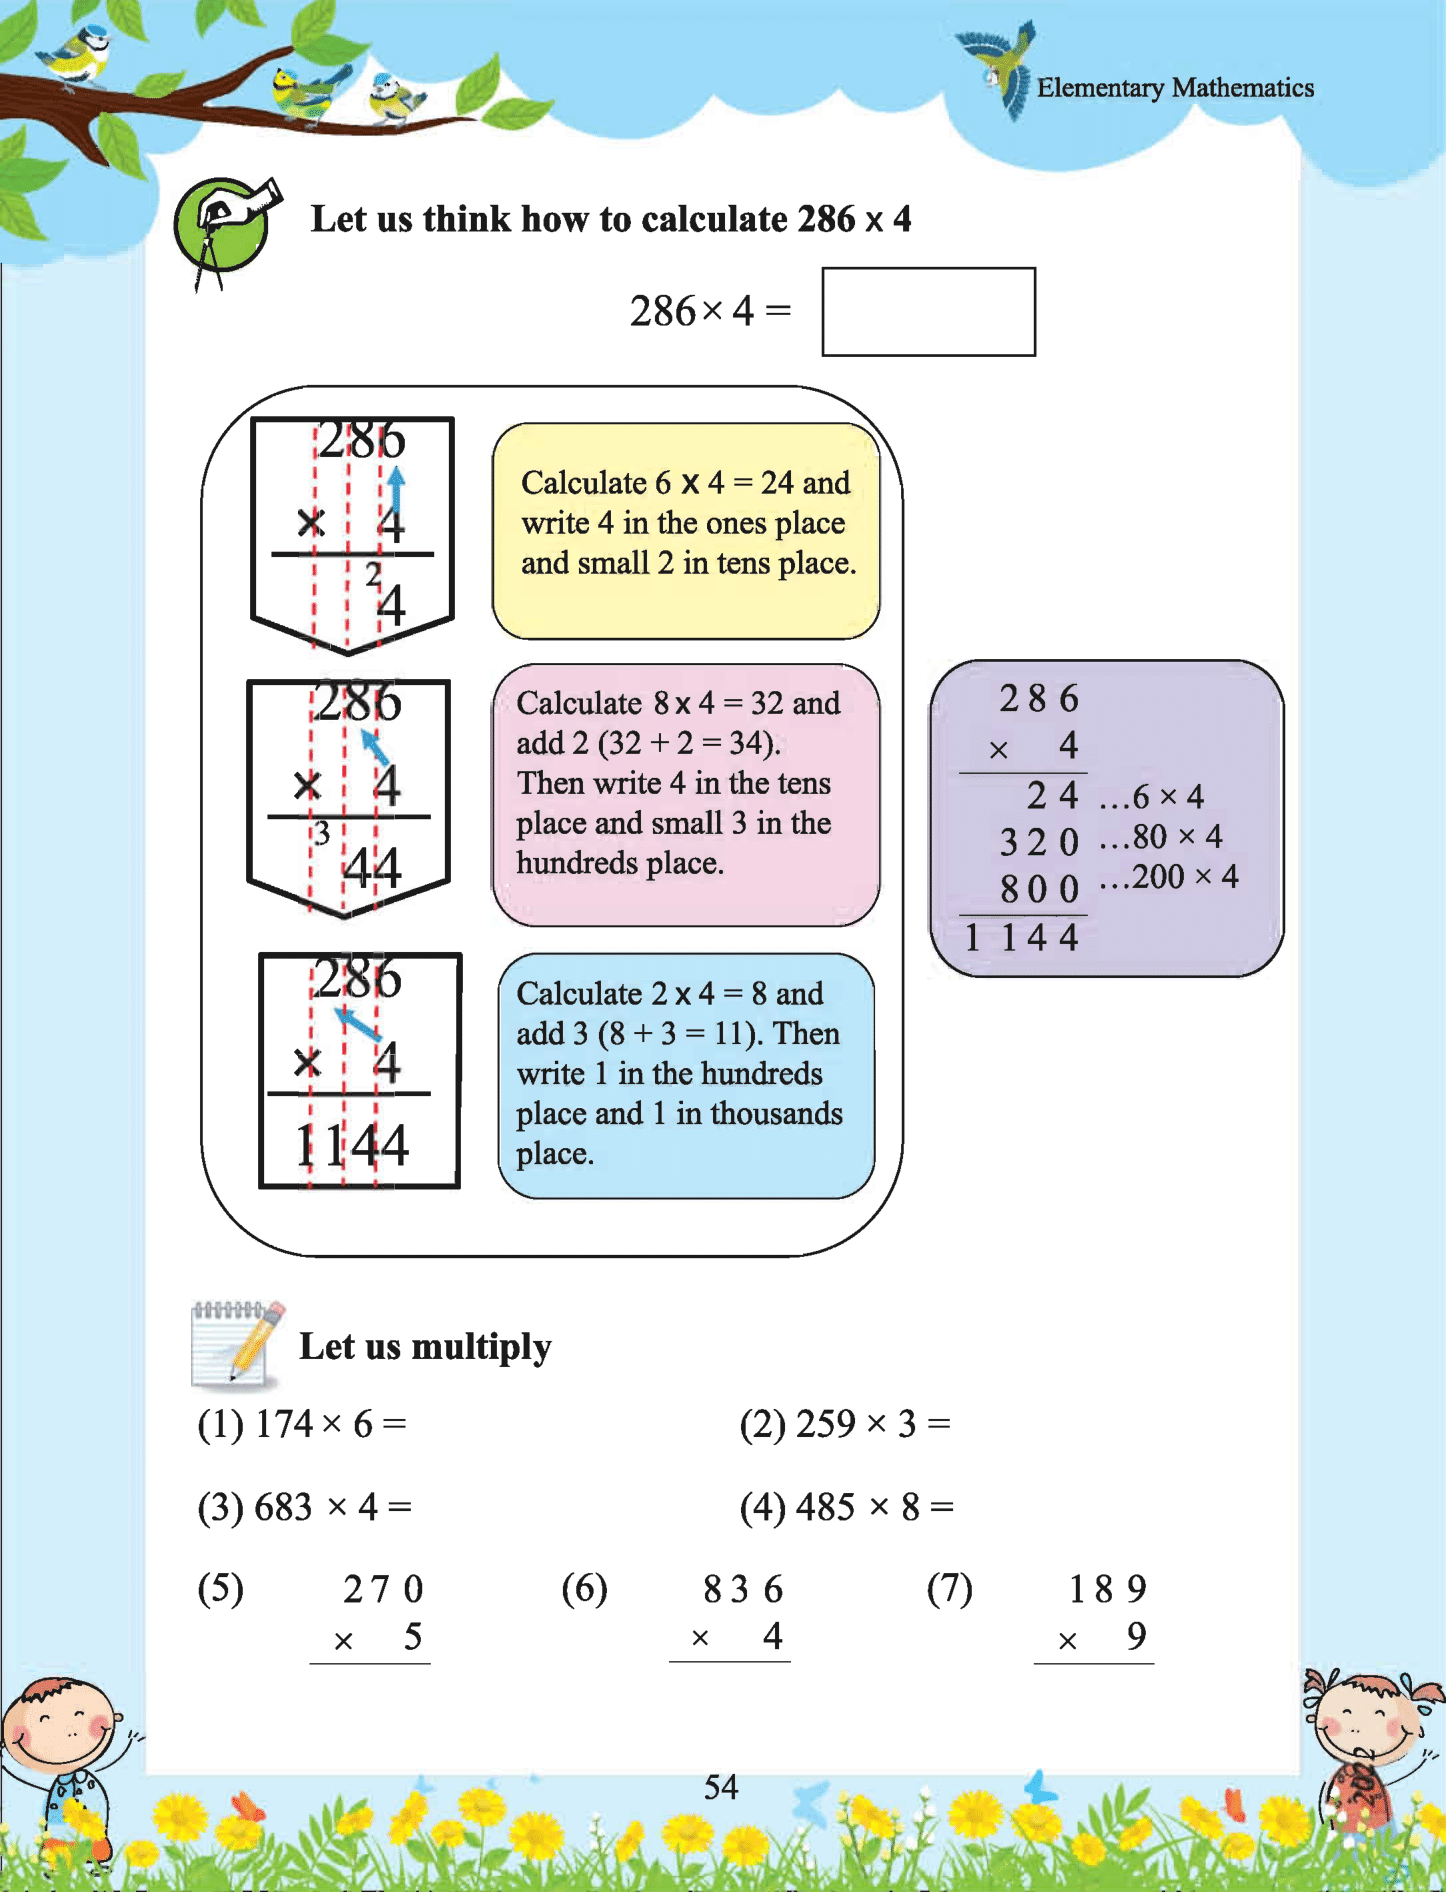 Elementary Mathematics
Let us think how to calculate 286 x 4
286 × 4 =
286
× 4
2
4
Calculate 6 x 4 = 24 and
write 4 in the ones place
and small 2 in tens place.
286
× 4
3
44
Calculate 8 x 4 = 32 and
add 2 (32 + 2 = 34).
Then write 4 in the tens
place and small 3 in the
hundreds place.
286
× 4
1144
Calculate 2 x 4 = 8 and
add 3 (8 + 3 = 11). Then
write 1 in the hundreds
place and 1 in thousands
place.
2 8 6
× 4
2 4 ...6 × 4
3 2 0 ...80 × 4
8 0 0 ...200 × 4
1 1 4 4
Let us multiply
(1) 174 × 6 =
(2) 259 × 3 =
(3) 683 × 4 =
(4) 485 × 8 =
(5) 2 7 0
× 5
(6) 8 3 6
× 4
(7) 1 8 9
× 9
54
2022